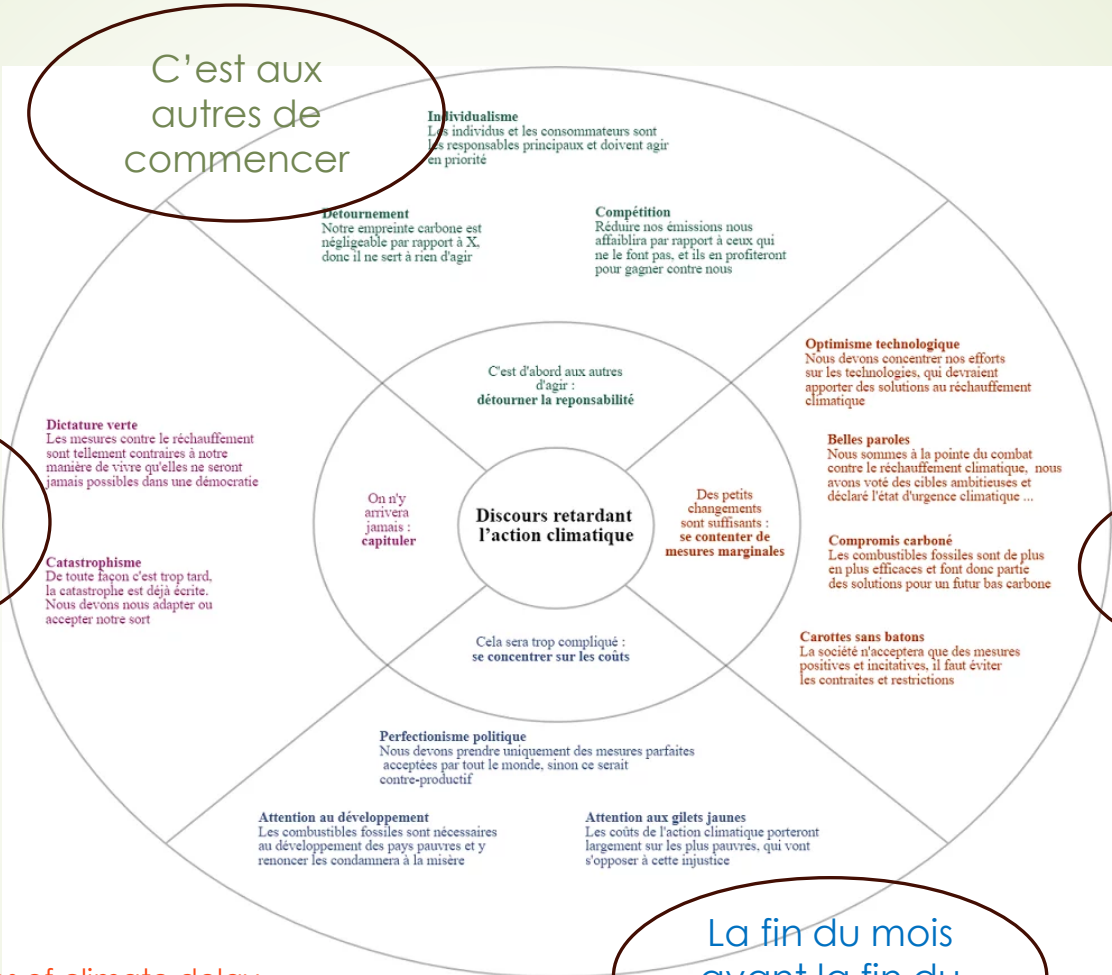 C'est aux
autres de
commencer
Individualisme
Les individus et les consommateurs sont
les responsables principaux et doivent agir
en priorité
Detournement
Notre empreinte carbone est
négligeable par rapport à X,
donc il ne sert à rien d'agir
Compétition
Réduire nos émissions nous
affaiblira par rapport à ceux qui
ne le font pas, et ils en profiteront
pour gagner contre nous
C'est d'abord aux autres
d'agir :
détourner la reponsabilité
Optimisme technologique
Nous devons concentrer nos efforts
sur les technologies, qui devraient
apporter des solutions au réchauffement
climatique
Belles paroles
Nous sommes à la pointe du combat
contre le réchauffement climatique, nous
avons voté des cibles ambitieuses et
déclaré l'état d'urgence climatique ...
Compromis carboné
Les combustibles fossiles sont de plus
en plus efficaces et font donc partie
des solutions pour un futur bas carbone
Carottes sans batons
La société n'acceptera que des mesures
positives et incitatives, il faut éviter
les contraites et restrictions
Des petits
changements
sont suffisants :
se contenter de
mesures marginales
Discours retardant
l'action climatique
On n'y
arrivera
jamais :
capituler
Dictature verte
Les mesures contre le réchauffement
sont tellement contraires à notre
manière de vivre qu'elles ne seront
jamais possibles dans une démocratie
Catastrophisme
De toute façon c'est trop tard,
la catastrophe est déjà écrite.
Nous devons nous adapter ou
accepter notre sort
Cela sera trop compliqué :
se concentrer sur les coûts
Perfectionisme politique
Nous devons prendre uniquement des mesures parfaites
acceptées par tout le monde, sinon ce serait
contre-productif
Attention au développement
Les combustibles fossiles sont nécessaires
au développement des pays pauvres et y
renoncer les condamnera à la misère
Attention aux gilets jaunes
Les coûts de l'action climatique porteront
largement sur les plus pauvres, qui vont
s'opposer à cette injustice
La fin du mois
avant la fin du
of climate delay